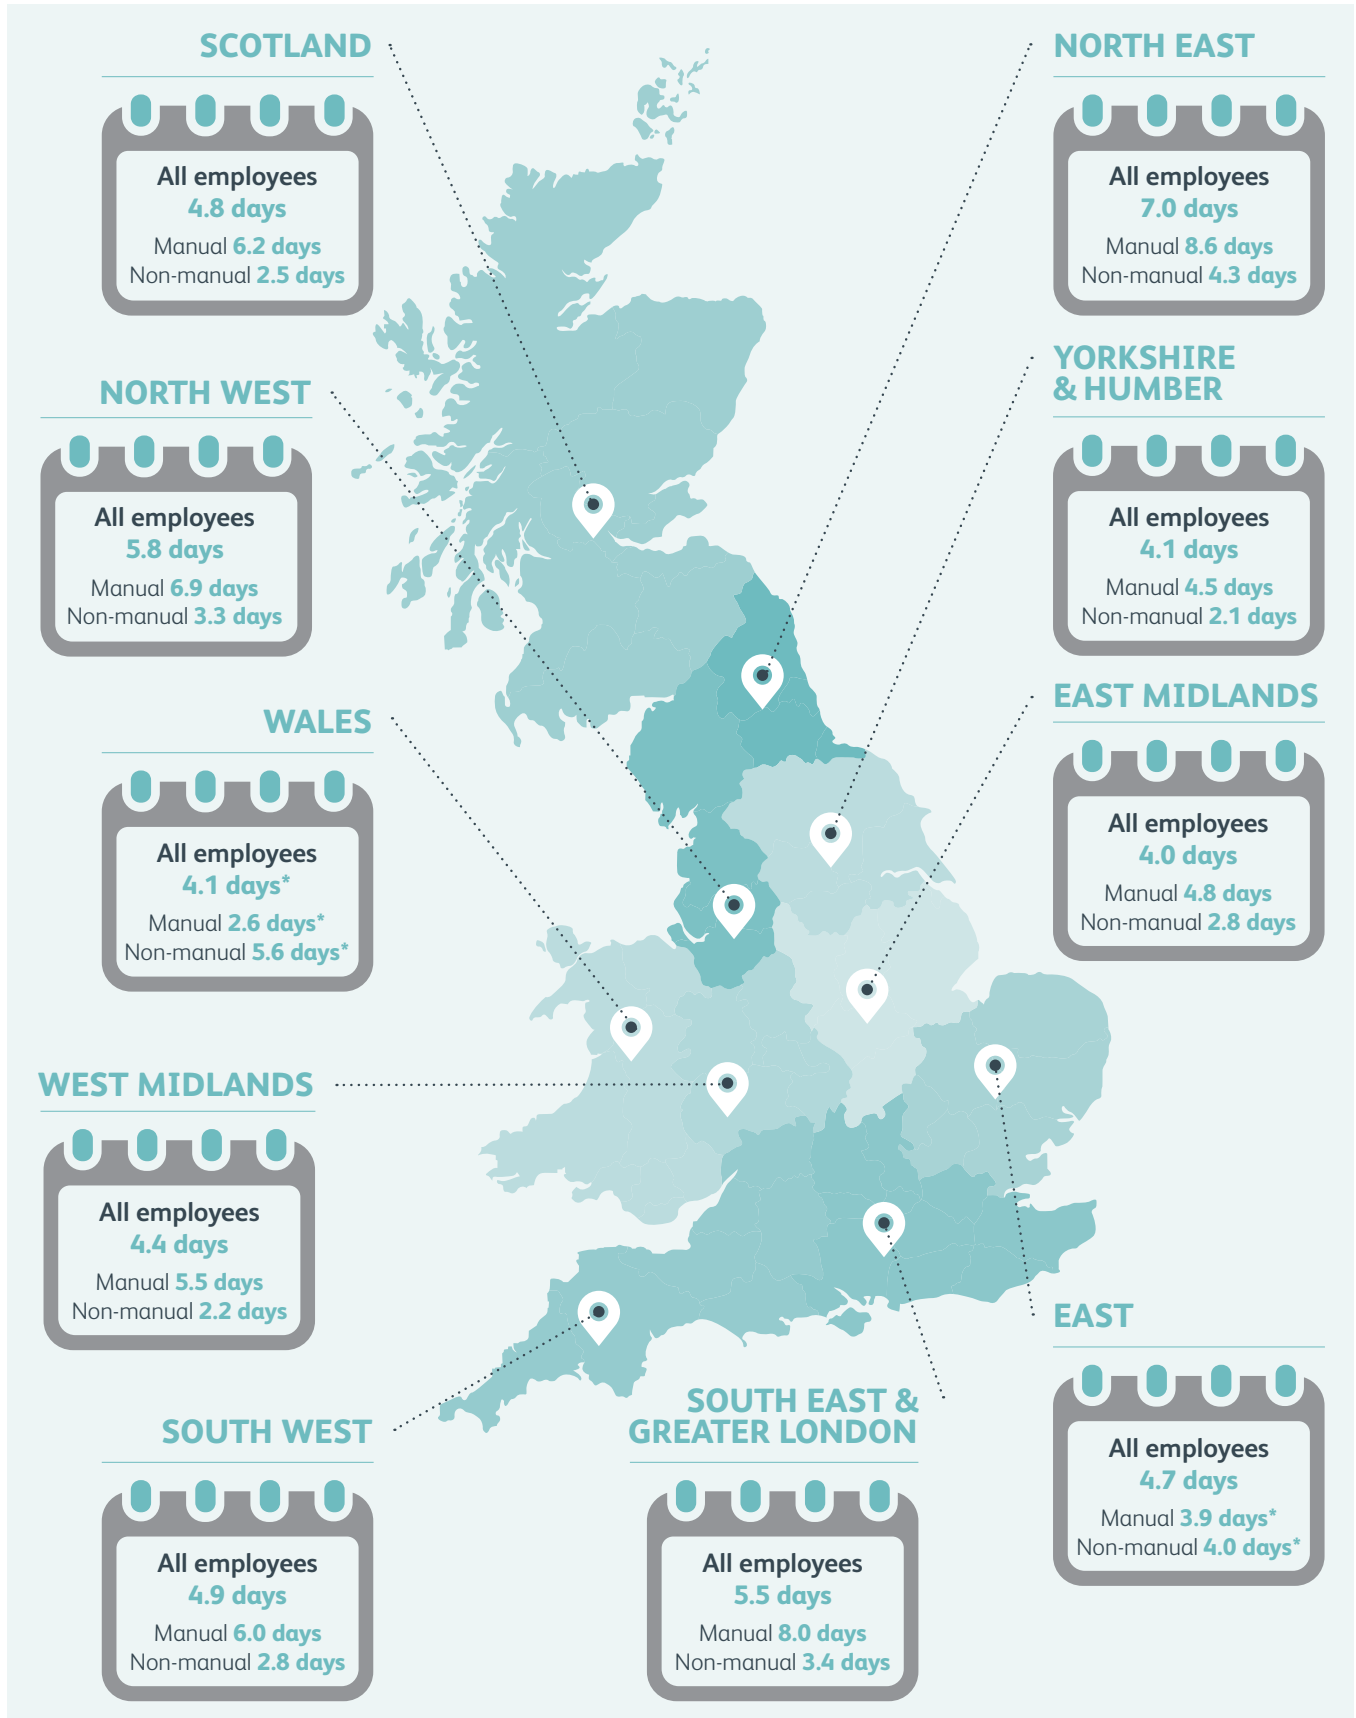 SCOTLAND
All employees
4.8 days
Manual 6.2 days
Non-manual 2.5 days
NORTH EAST
All employees
7.0 days
Manual 8.6 days
Non-manual 4.3 days
NORTH WEST
All employees
5.8 days
Manual 6.9 days
Non-manual 3.3 days
YORKSHIRE
& HUMBER
All employees
4.1 days
Manual 4.5 days
Non-manual 2.1 days
WALES
All employees
4.1 days*
Manual 2.6 days*
Non-manual 5.6 days*
EAST MIDLANDS
All employees
4.0 days
Manual 4.8 days
Non-manual 2.8 days
WEST MIDLANDS
All employees
4.4 days
Manual 5.5 days
Non-manual 2.2 days
EAST
All employees
4.7 days
Manual 3.9 days*
Non-manual 4.0 days*
SOUTH WEST
All employees
4.9 days
Manual 6.0 days
Non-manual 2.8 days
SOUTH EAST &
GREATER LONDON
All employees
5.5 days
Manual 8.0 days
Non-manual 3.4 days